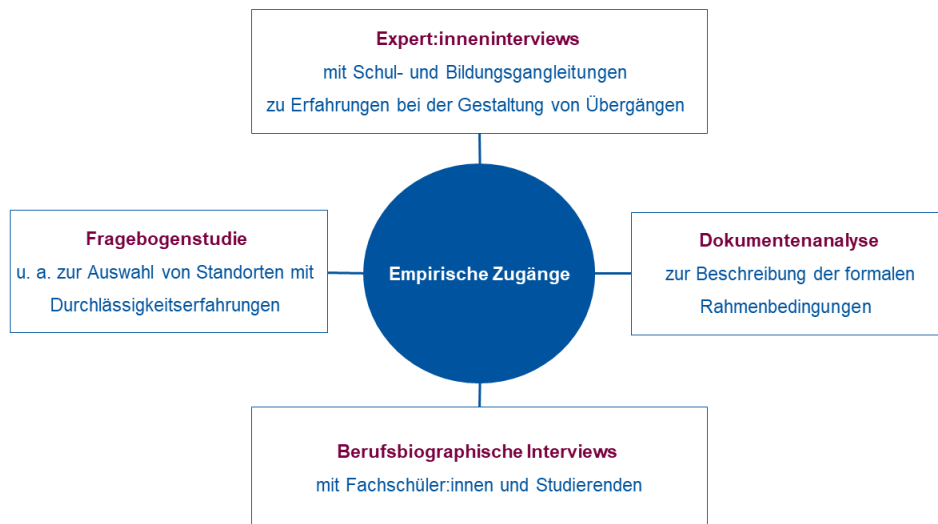 Expert:inneninterviews
mit Schul- und Bildungsgangleitungen
zu Erfahrungen bei der Gestaltung von Übergängen
Fragebogenstudie
u. a. zur Auswahl von Standorten mit
Durchlässigkeitserfahrungen
Empirische Zugänge
Dokumentenanalyse
zur Beschreibung der formalen
Rahmenbedingungen
Berufsbiographische Interviews
mit Fachschüler:innen und Studierenden